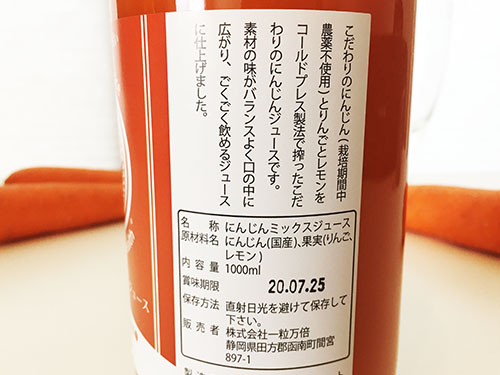 こだわりのにんじん(栽培期間中
農薬不使用)とりんごとレモンを
コールドプレス製法で搾ったこだ
わりのにんじんジュースです。
素材の味がバランスよく口の中に
広がり、ごくごく飲めるジュース
に仕上げました。
名称 にんじんミックスジュース
原材料名 にんじん(国産)、果実(りんご、
レモン)
内容量 1000ml
賞味期限 20.07.25
保存方法 直射日光を避けて保存して
下さい。
販売者 株式会社一粒万倍
静岡県田方郡函南町間宮
897-1